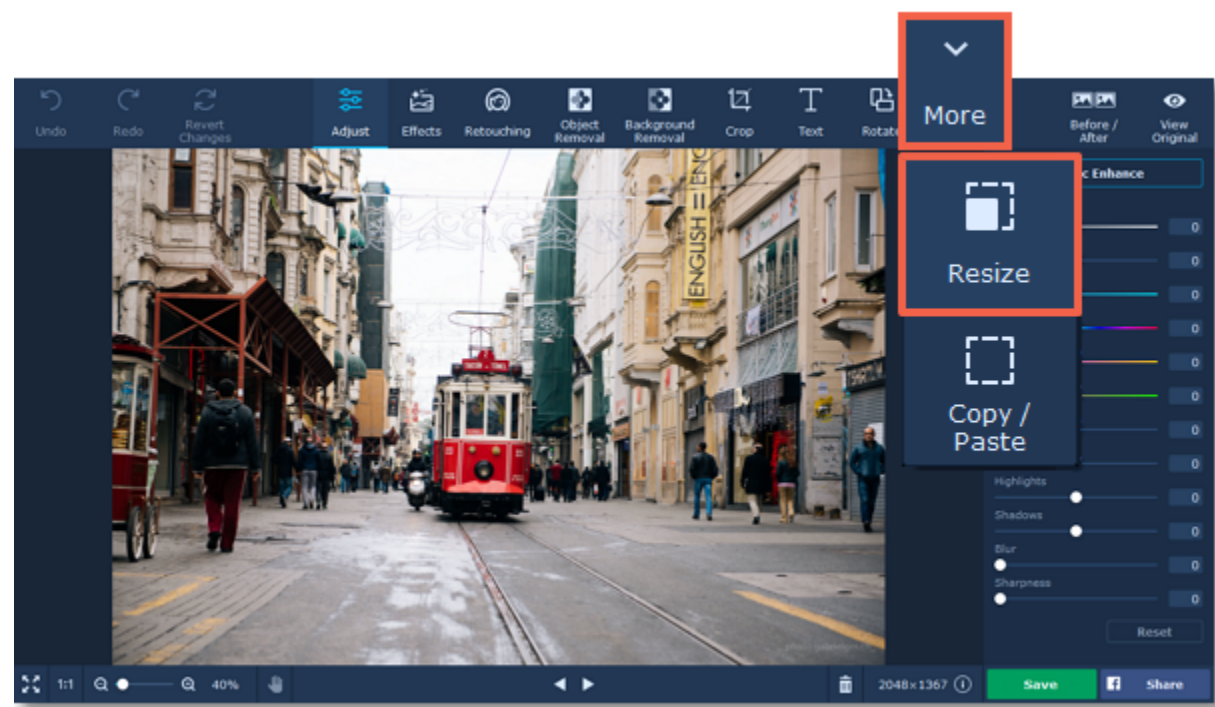 More
Undo
Redo
Revert
Changes
Adjust
Effects
Retouching
Object
Removal
Background
Removal
Crop
Text
Rotate
Before /
After
View
Original
c Enhance
Resize
Copy /
Paste
ENGLISH = ENG
0
0
0
0
0
0
0
0
Highlights
0
Shadows
0
Blur
0
Sharpness
0
Reset
1:1
40%
2048×1367
Save
Share